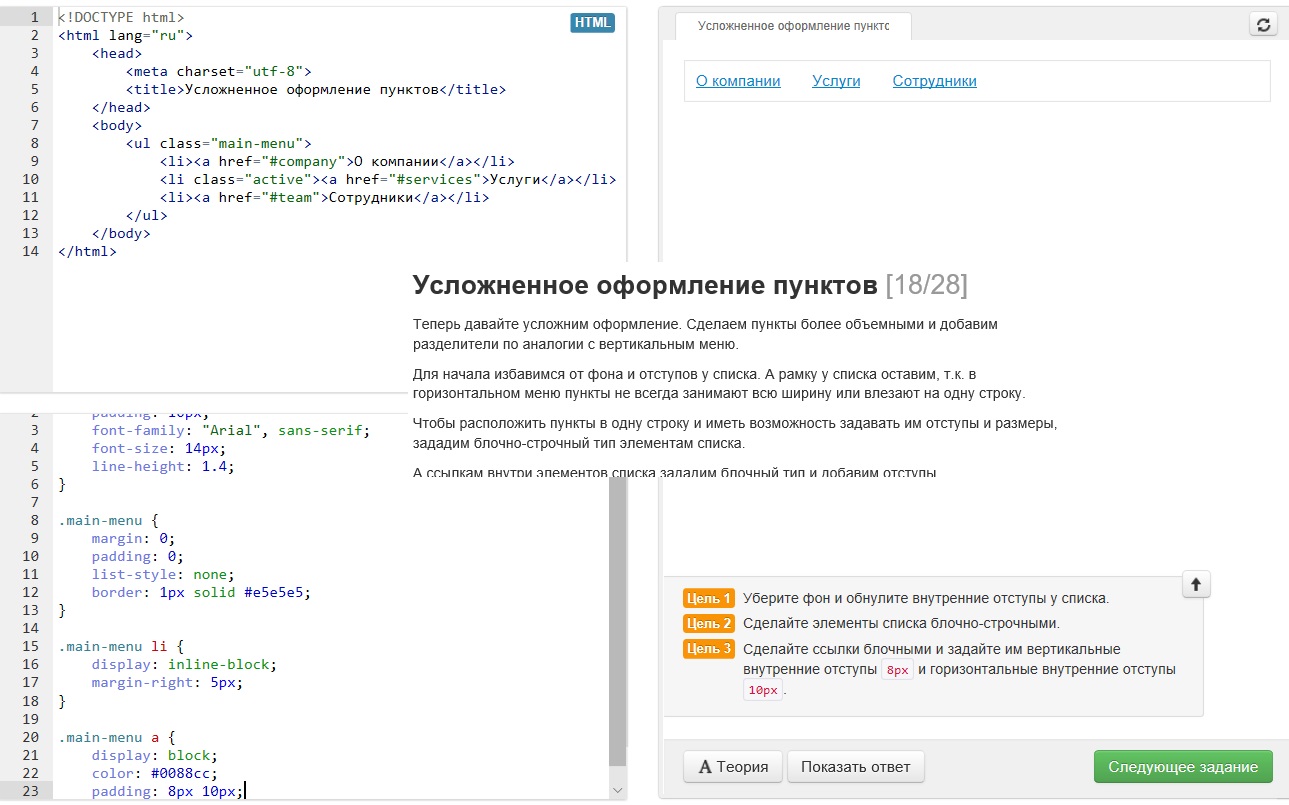 1 <!DOCTYPE html>
2 <html lang="ru">
3 <head>
4 <meta charset="utf-8">
5 <title>Усложненное оформление пунктов</title>
6 </head>
7 <body>
8 <ul class="main-menu">
9 <li><a href="#company">О компании</a></li>
10 <li class="active"><a href="#services">Услуги</a></li>
11 <li><a href="#team">Сотрудники</a></li>
12 </ul>
13 </body>
14 </html>
HTML
Усложненное оформление пунктс
О компании Услуги Сотрудники
Усложненное оформление пунктов [18/28]
Теперь давайте усложним оформление. Сделаем пункты более объемными и добавим
разделители по аналогии с вертикальным меню.
Для начала избавимся от фона и отступов у списка. А рамку у списка оставим, т.к. в
горизонтальном меню пункты не всегда занимают всю ширину или влезают на одну строку.
Чтобы расположить пункты в одну строку и иметь возможность задавать им отступы и размеры,
зададим блочно-строчный тип элементам списка.
А ссылкам внутри элементов списка зададим блочный тип и добавим отступы
2 padding: 10px;
3 font-family: "Arial", sans-serif;
4 font-size: 14px;
5 line-height: 1.4;
6 }
7
8 .main-menu {
9 margin: 0;
10 padding: 0;
11 list-style: none;
12 border: 1px solid #e5e5e5;
13 }
14
15 .main-menu li {
16 display: inline-block;
17 margin-right: 5px;
18 }
19
20 .main-menu a {
21 display: block;
22 color: #0088cc;
23 padding: 8px 10px;
Цель 1 Уберите фон и обнулите внутренние отступы у списка.
Цель 2 Сделайте элементы списка блочно-строчными.
Цель 3 Сделайте ссылки блочными и задайте им вертикальные
внутренние отступы 8px и горизонтальные внутренние отступы
10px .
A Теория Показать ответ Следующее задание